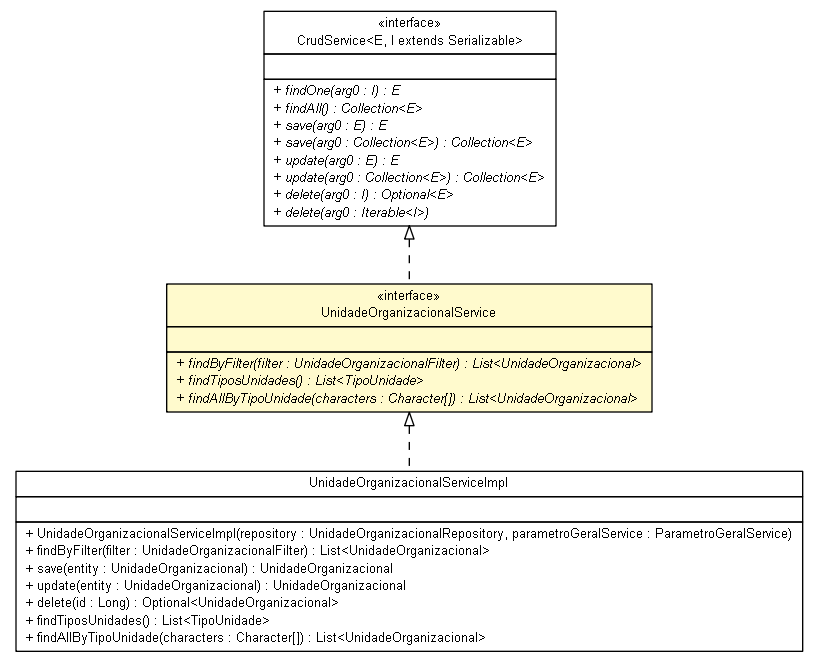 «interface»
CrudService<E, I extends Serializable>
+ findOne(arg0 : I) : E
+ findAll() : Collection<E>
+ save(arg0 : E) : E
+ save(arg0 : Collection<E>) : Collection<E>
+ update(arg0 : E) : E
+ update(arg0 : Collection<E>) : Collection<E>
+ delete(arg0 : I) : Optional<E>
+ delete(arg0 : Iterable<I>)
«interface»
UnidadeOrganizacionalService
+ findByFilter(filter : UnidadeOrganizacionalFilter) : List<UnidadeOrganizacional>
+ findTiposUnidades() : List<TipoUnidade>
+ findAllByTipoUnidade(characters : Character[]) : List<UnidadeOrganizacional>
UnidadeOrganizacionalServiceImpl
+ UnidadeOrganizacionalServiceImpl(repository : UnidadeOrganizacionalRepository, parametroGeralService : ParametroGeralService)
+ findByFilter(filter : UnidadeOrganizacionalFilter) : List<UnidadeOrganizacional>
+ save(entity : UnidadeOrganizacional) : UnidadeOrganizacional
+ update(entity : UnidadeOrganizacional) : UnidadeOrganizacional
+ delete(id : Long) : Optional<UnidadeOrganizacional>
+ findTiposUnidades() : List<TipoUnidade>
+ findAllByTipoUnidade(characters : Character[]) : List<UnidadeOrganizacional>